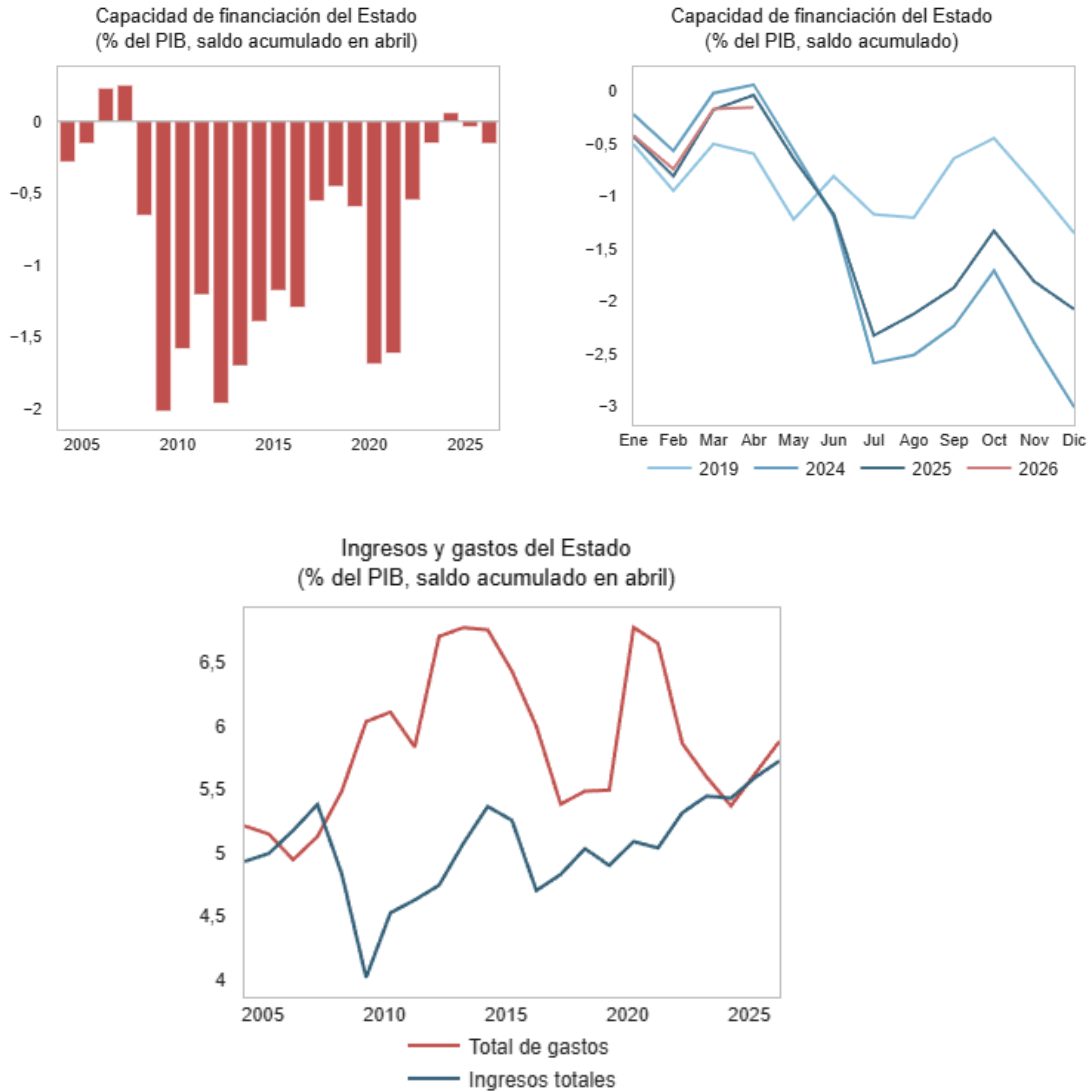 Capacidad de financiación del Estado
(% del PIB, saldo acumulado en abril)
0
−0,5
−1
−1,5
−2
2005 2010 2015 2020 2025
Capacidad de financiación del Estado
(% del PIB, saldo acumulado)
0
−0,5
−1
−1,5
−2
−2,5
−3
Ene Feb Mar Abr May Jun Jul Ago Sep Oct Nov Dic
2019 2024 2025 2026
Ingresos y gastos del Estado
(% del PIB, saldo acumulado en abril)
6,5
6
5,5
5
4,5
4
2005 2010 2015 2020 2025
Total de gastos
Ingresos totales